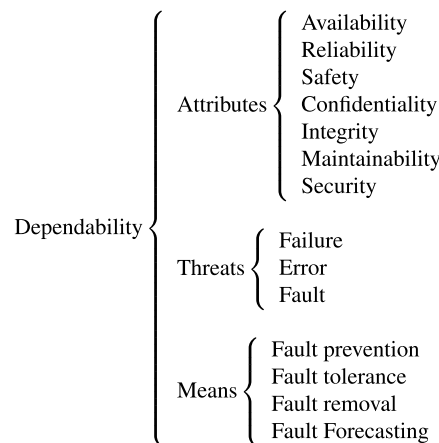 Availability
Reliability
Safety
Attributes
Confidentiality
Integrity
Maintainability
Security
Dependability
Failure
Threats
Error
Fault
Fault prevention
Fault tolerance
Means
Fault removal
Fault Forecasting